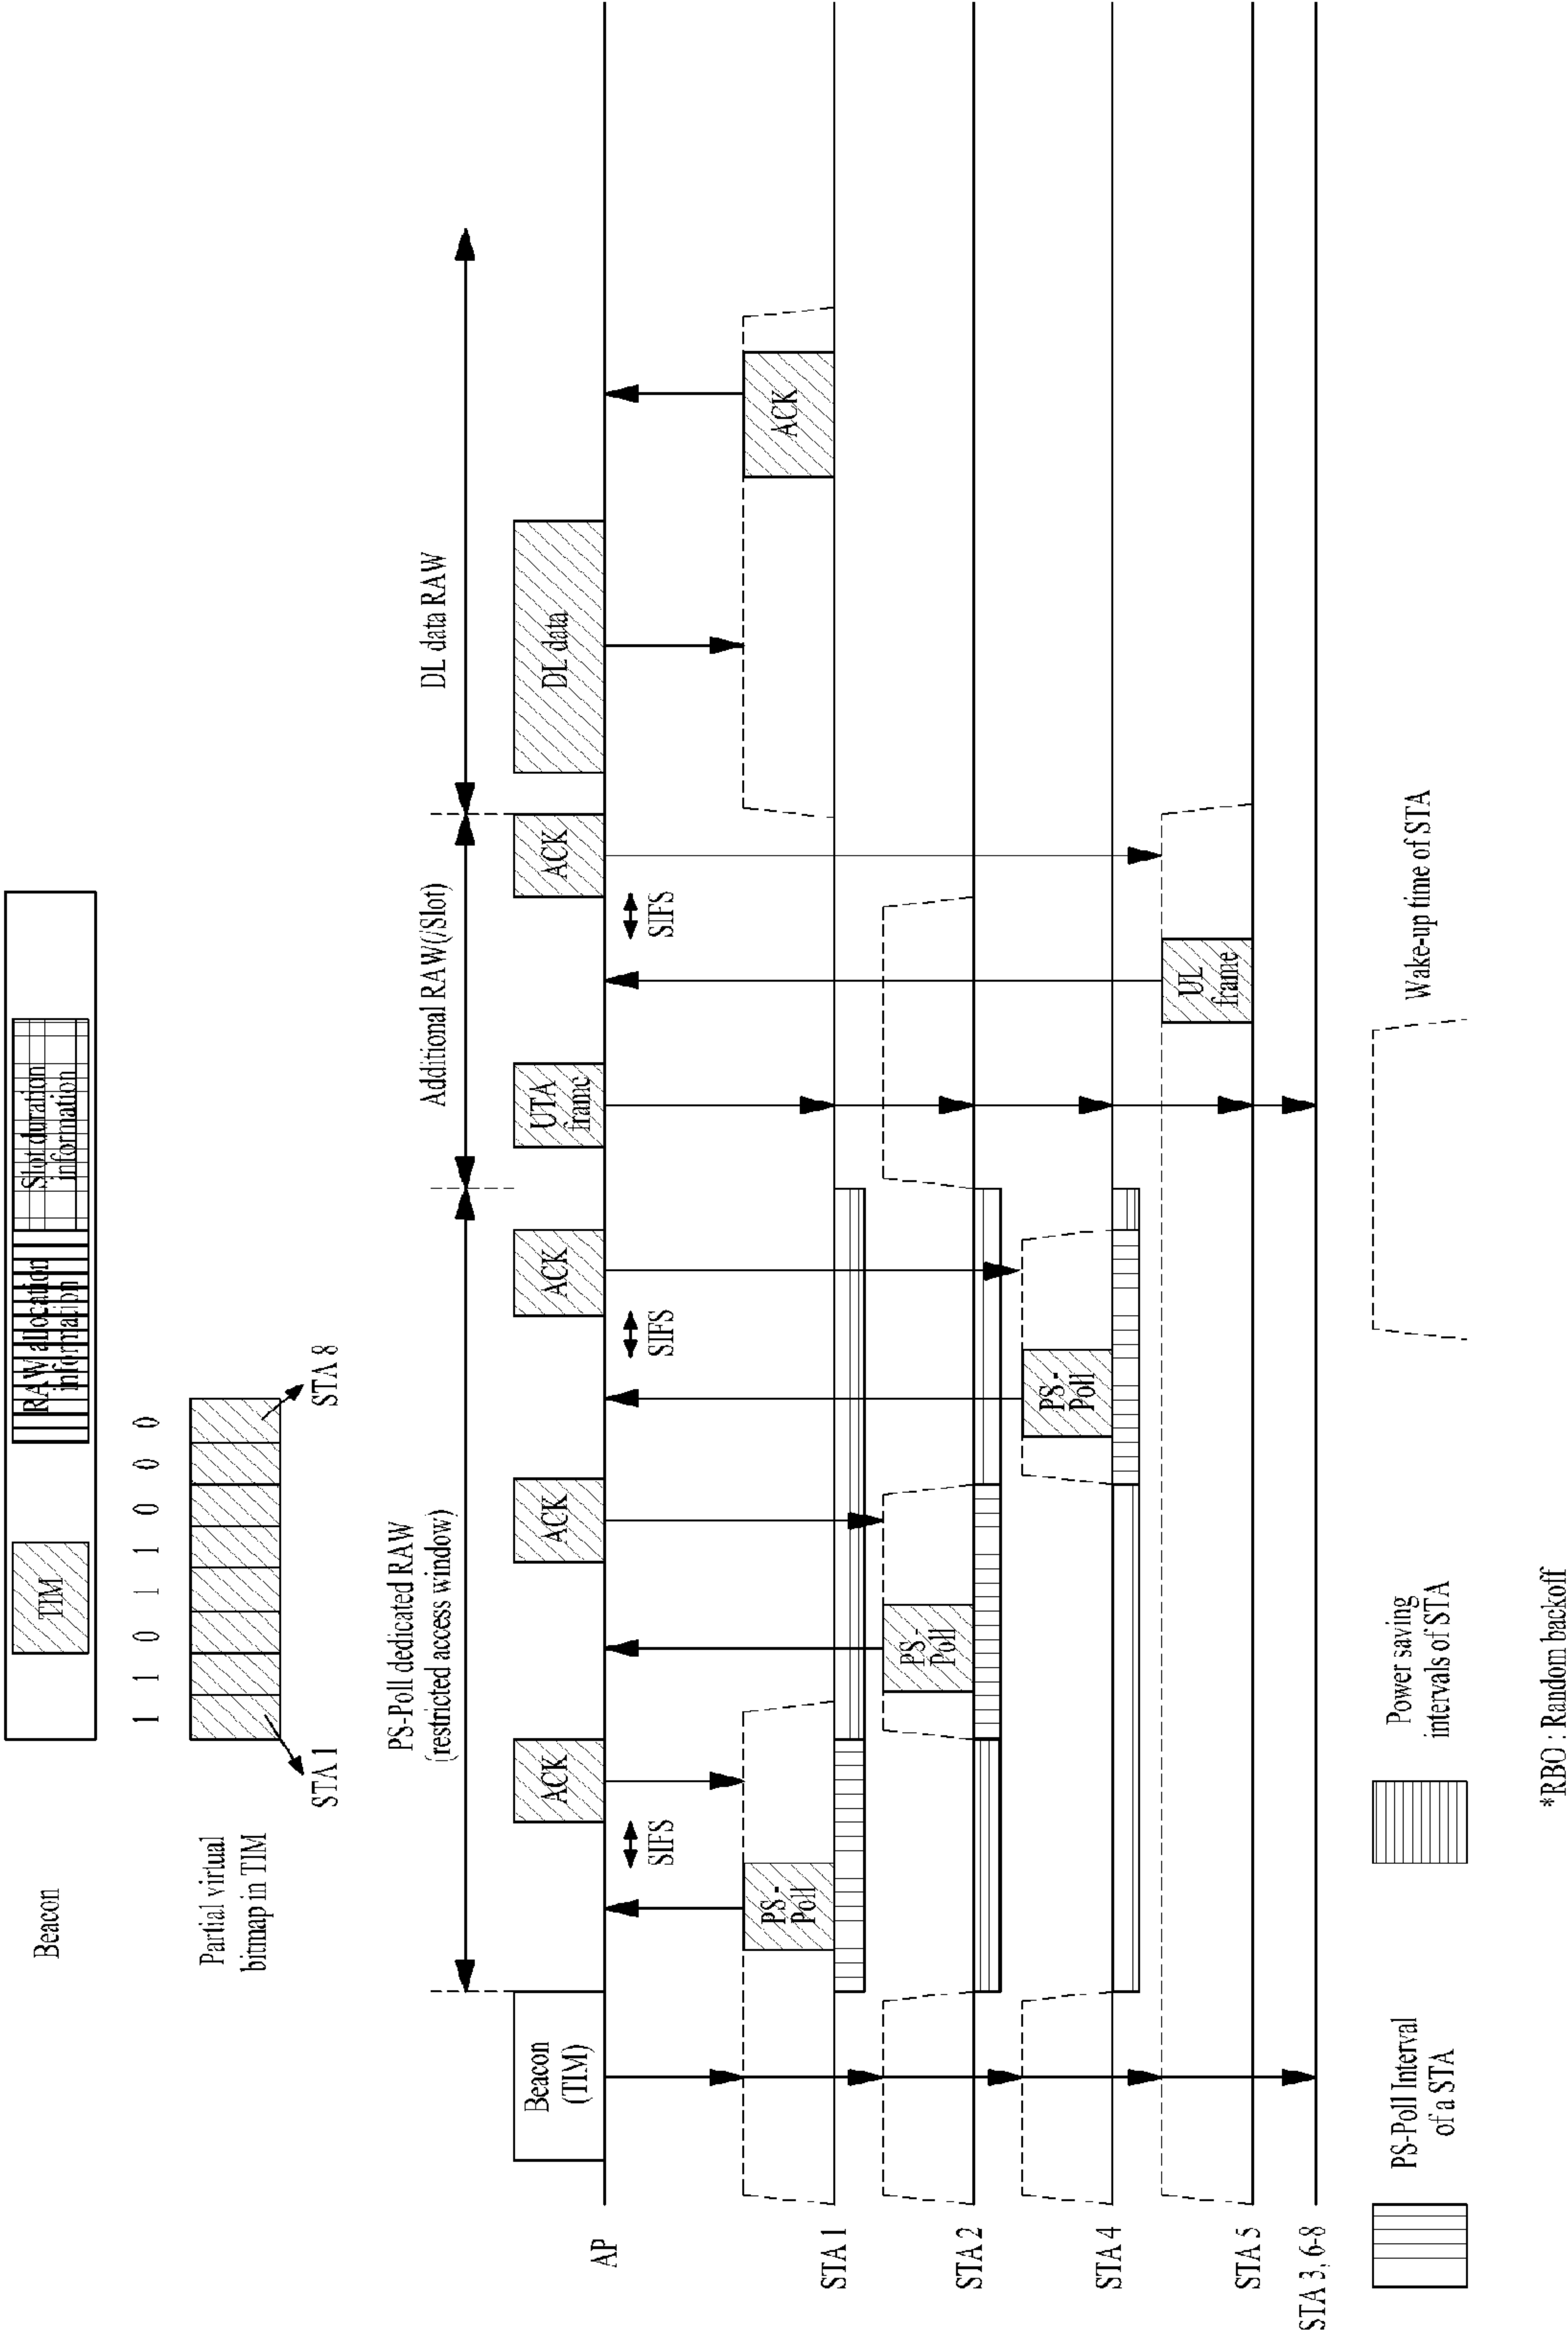 Beacon
TIM
RAW allocation
information
Slot duration
information
1 1 0 1 1 0 0 0
Partial virtual
bitmap in TIM
STA 1
STA 8
PS-Poll dedicated RAW
(restricted access window)
Additional RAW(/Slot)
DL data RAW
Beacon
(TIM)
ACK
ACK
ACK
UTA
frame
ACK
DL data
AP
SIFS
SIFS
SIFS
PS-
Poll
ACK
STA 1
PS-
Poll
STA 2
PS-
Poll
STA 4
UL
frame
STA 5
STA 3, 6-8
PS-Poll Interval
of a STA
Power saving
intervals of STA
Wake-up time of STA
*RBO : Random backoff